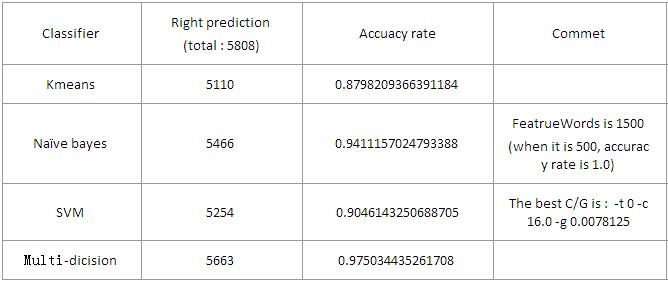 Classifier
Right prediction
(total : 5808)
Accuacy rate
Commet
Kmeans
5110
0.8798209366391184
Naïve bayes
5466
0.9411157024793388
FeatrueWords is 1500
(when it is 500, accurac
y rate is 1.0)
SVM
5254
0.9046143250688705
The best C/G is : -t 0 -c
16.0 -g 0.0078125
Multi-dicision
5663
0.975034435261708